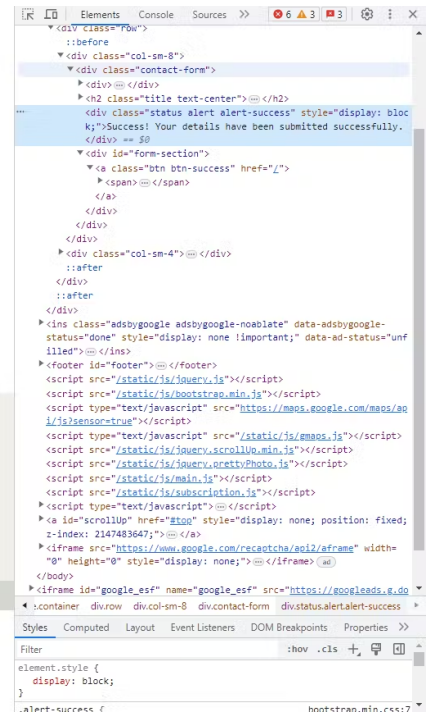 Elements Console Sources >> 6 3 3
<div class="row">
::before
<div class="col-sm-8">
<div class="contact-form">
<div>…</div>
<h2 class="title text-center">…</h2>
… <div class="status alert alert-success" style="display: bloc
k;">Success! Your details have been submitted successfully.
</div> == $0
<div id="form-section">
<a class="btn btn-success" href="/">
<span>…</span>
</a>
</div>
</div>
</div>
<div class="col-sm-4">…</div>
::after
</div>
::after
</div>
<ins class="adsbygoogle adsbygoogle-noablate" data-adsbygoogle-
status="done" style="display: none !important;" data-ad-status="unf
illed">…</ins>
<footer id="footer">…</footer>
<script src="/static/js/jquery.js"></script>
<script src="/static/js/bootstrap.min.js"></script>
<script type="text/javascript" src="https://maps.google.com/maps/ap
i/js?sensor=true"></script>
<script type="text/javascript" src="/static/js/gmaps.js"></script>
<script src="/static/js/jquery.scrollUp.min.js"></script>
<script src="/static/js/jquery.prettyPhoto.js"></script>
<script src="/static/js/main.js"></script>
<script src="/static/js/subscription.js"></script>
<script type="text/javascript">…</script>
<a id="scrollUp" href="#top" style="display: none; position: fixed;
z-index: 2147483647;">…</a>
<iframe src="https://www.google.com/recaptcha/api2/aframe" width=
"0" height="0" style="display: none;">…</iframe> ad
</body>
<iframe id="google_esf" name="google_esf" src="https://googleads.g.do
e.container div.row div.col-sm-8 div.contact-form div.status.alert.alert-success
Styles Computed Layout Event Listeners DOM Breakpoints Properties >>
Filter :hov .cls
element.style {
display: block;
}
.alert-success { bootstrap.min.css:7